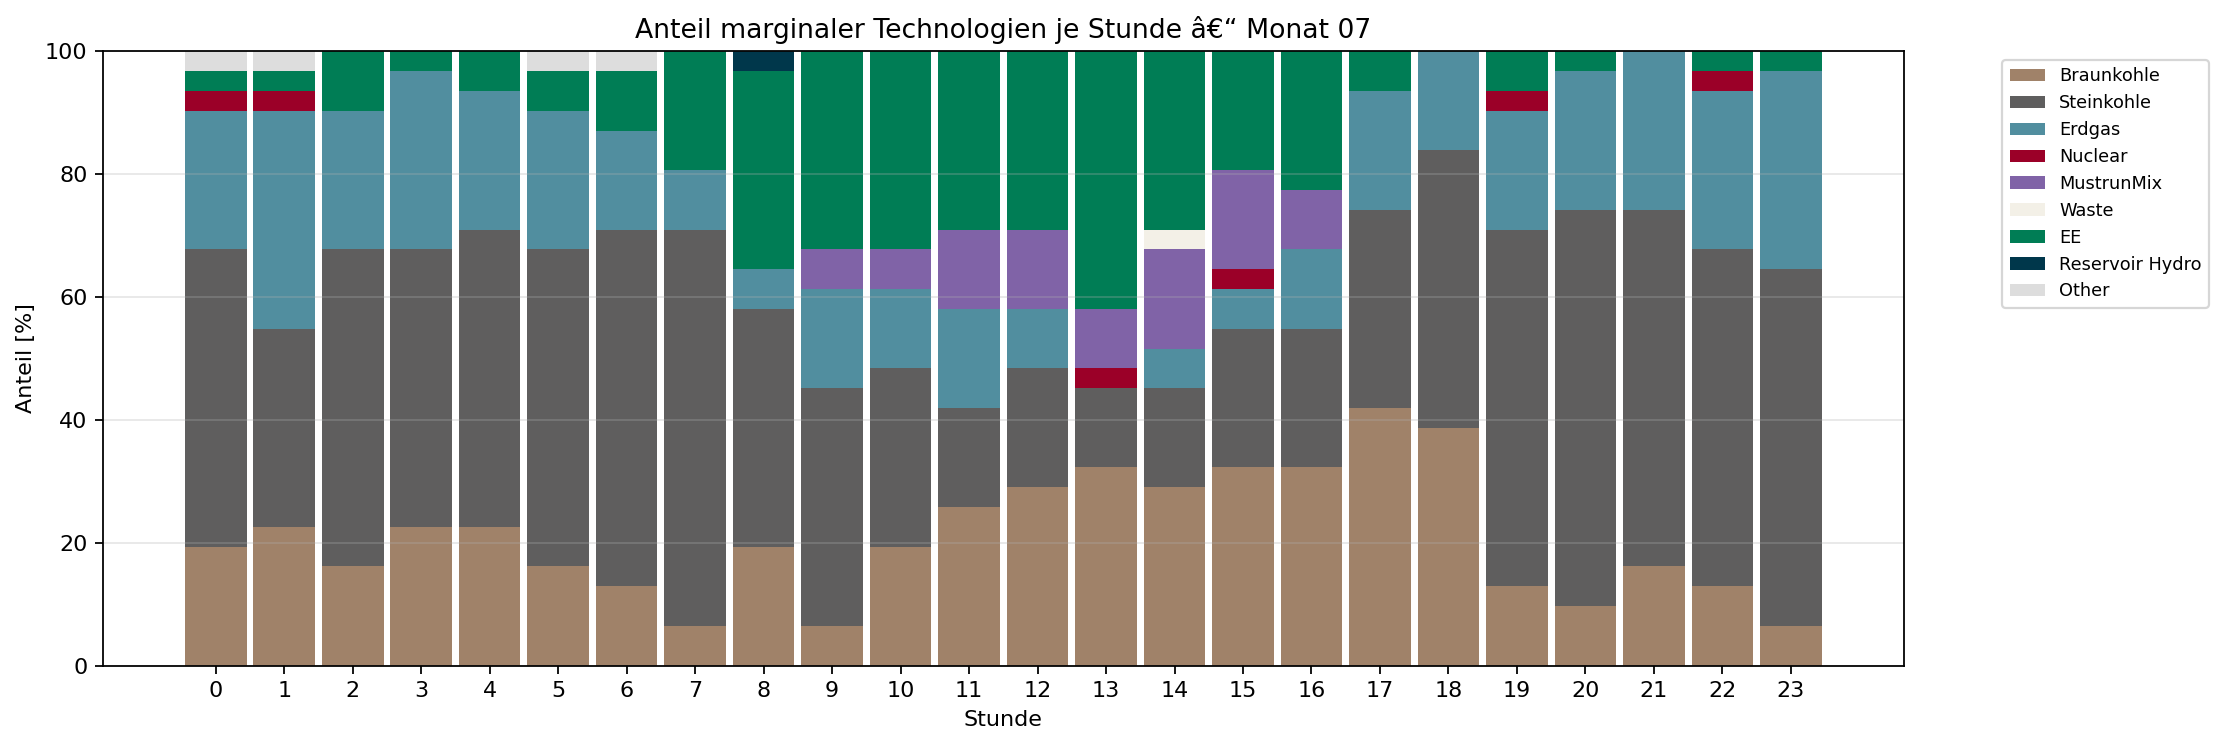 Anteil marginaler Technologien je Stunde â€“ Monat 07
Anteil [%]
100
80
60
40
20
0
0 1 2 3 4 5 6 7 8 9 10 11 12 13 14 15 16 17 18 19 20 21 22 23
Stunde
Braunkohle
Steinkohle
Erdgas
Nuclear
MustrunMix
Waste
EE
Reservoir Hydro
Other